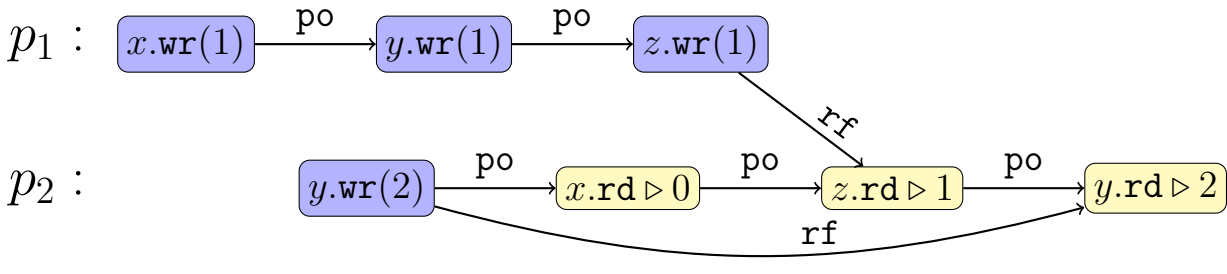 po po
p₁ : x.wr(1) y.wr(1) z.wr(1)
rf
po po po
p₂ : y.wr(2) x.rd ▷ 0 z.rd ▷ 1 y.rd ▷ 2
rf